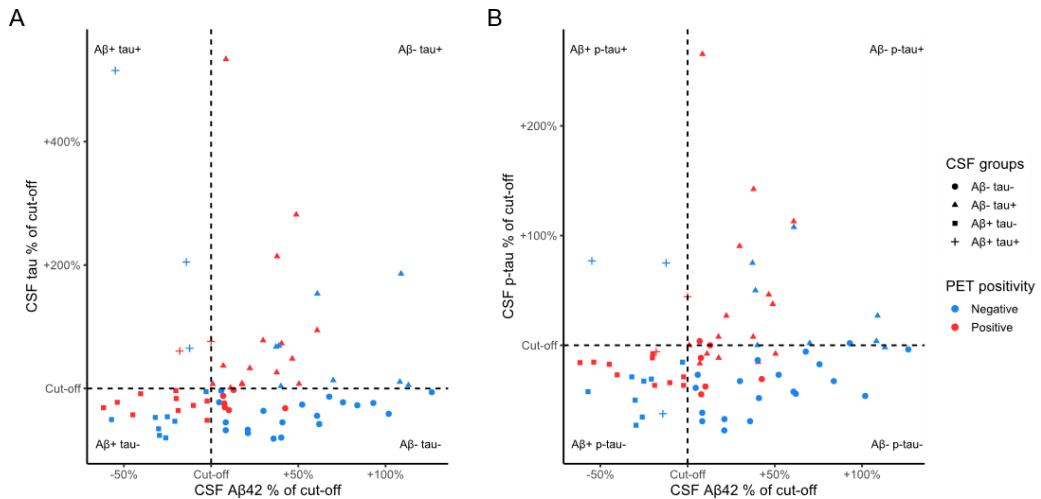 A
Aβ+ tau+
Aβ- tau+
+400%
+200%
Cut-off
CSF tau % of cut-off
Aβ+ tau-
Aβ- tau-
-50%
Cut-off
+50%
+100%
CSF Aβ42 % of cut-off
B
Aβ+ p-tau+
Aβ- p-tau+
+200%
+100%
Cut-off
CSF p-tau % of cut-off
Aβ+ p-tau-
Aβ- p-tau-
-50%
Cut-off
+50%
+100%
CSF Aβ42 % of cut-off
CSF groups
Aβ- tau-
Aβ- tau+
Aβ+ tau-
Aβ+ tau+
PET positivity
Negative
Positive